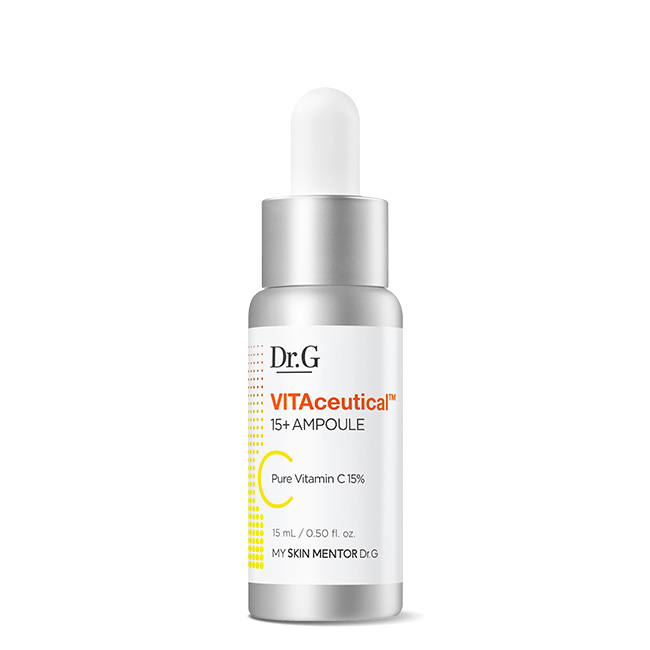 Dr.G
VITAceutical™
15+ AMPOULE
C
Pure Vitamin C 15%
15 mL / 0.50 fl. oz.
MY SKIN MENTOR Dr.G